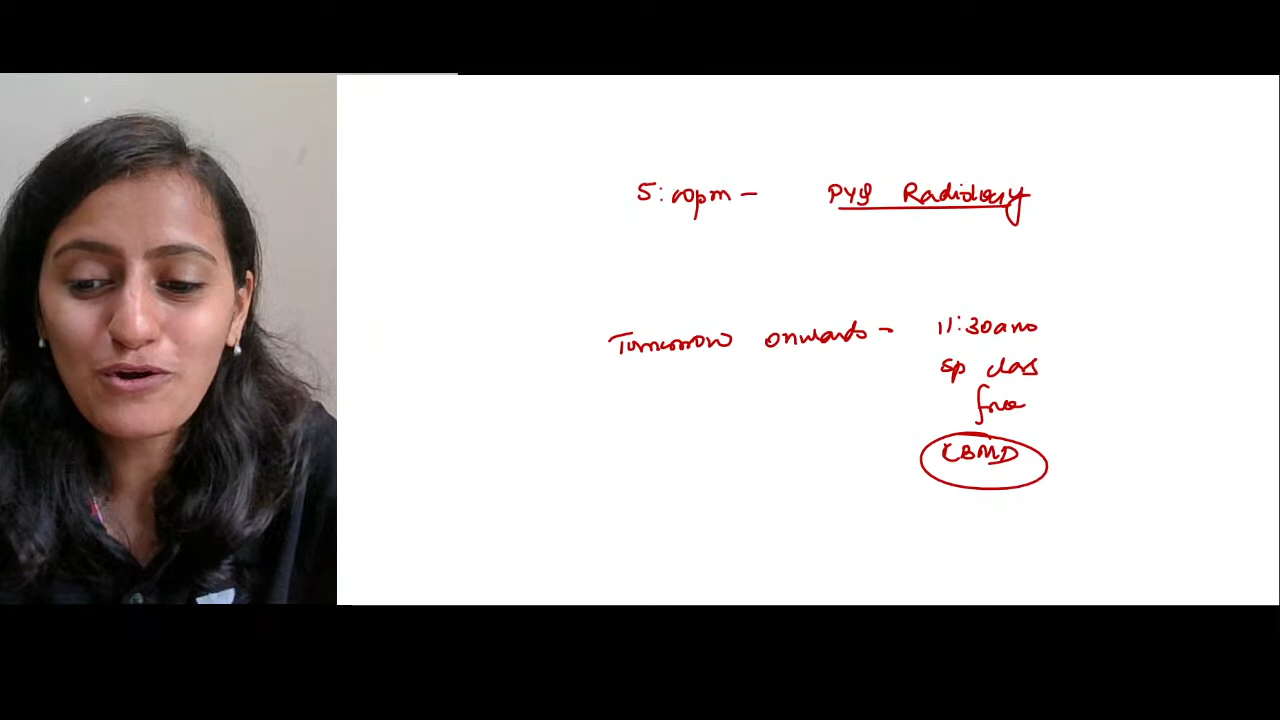 5:00pm - PYQ Radiology
Tomorrow onwards - 11:30am
sp class
free
CBMD